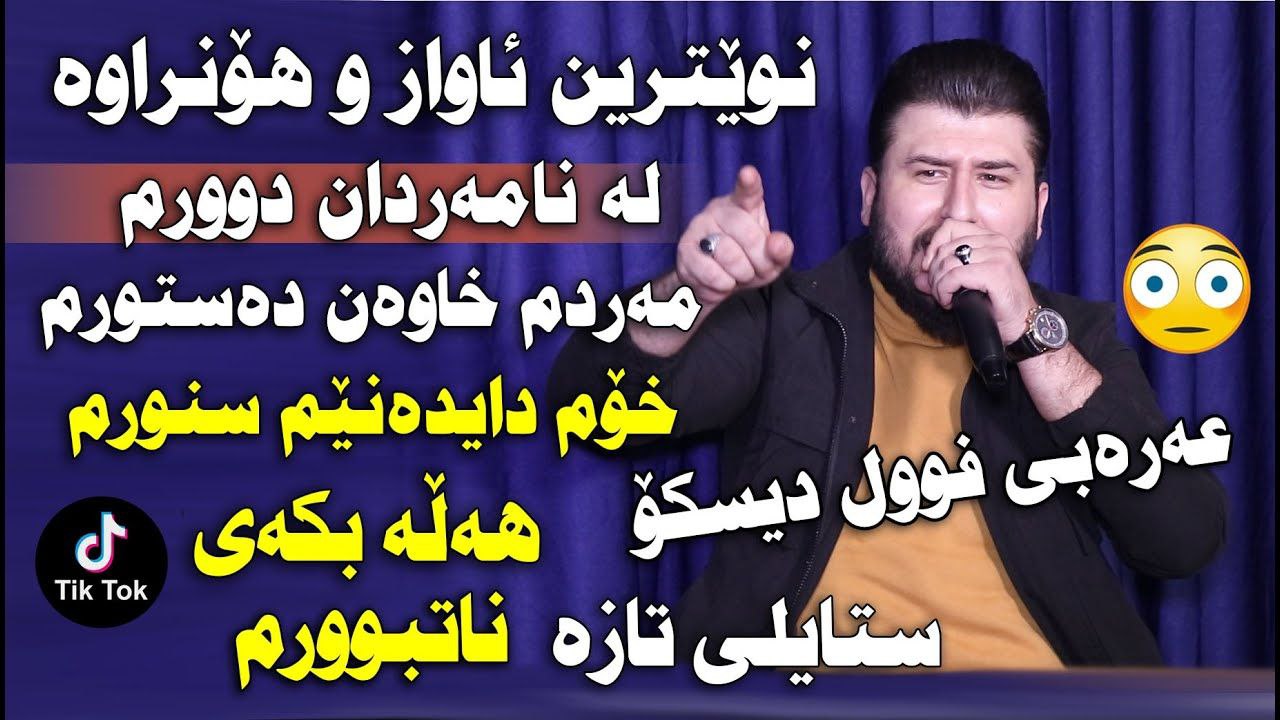 نوێترین ئاواز و هۆنراوە
لە نامەردان دوورم
مەردم خاوەن دەستورم
خۆم دایدەنێم سنورم
هەڵە بکەی
ناتبوورم
عەرەبی فوول دیسکۆ
ستایلی تازە
Tik Tok